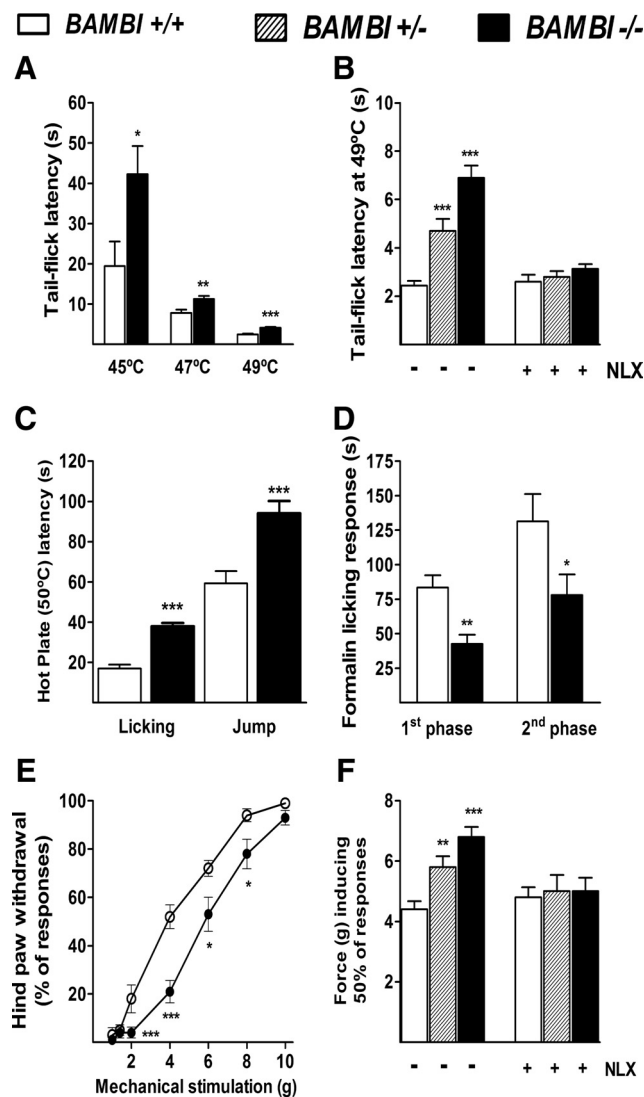 BAMBI +/+ BAMBI +/- BAMBI -/-
A
Tail-flick latency (s)
60
50
40
30
20
10
*
**
***
45ºC 47ºC 49ºC
B
Tail-flick latency at 49ºC (s)
10
8
6
4
2
***
***
- - - + + + NLX
C
Hot Plate (50ºC) latency (s)
120
100
80
60
40
20
***
***
Licking Jump
D
Formalin licking response (s)
175
150
125
100
75
50
25
**
*
1st phase 2nd phase
E
Hind paw withdrawal
(% of responses)
100
80
60
40
20
***
***
*
*
2 4 6 8 10
Mechanical stimulation (g)
F
Force (g) inducing
50% of responses
8
6
4
**
***
- - - + + + NLX